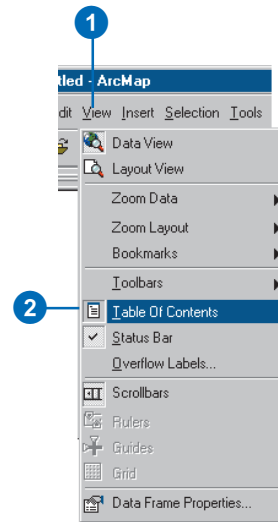 1
tled - ArcMap
dit View Insert Selection Tools
Data View
Layout View
Zoom Data
Zoom Layout
Bookmarks
Toolbars
2 Table Of Contents
Status Bar
Overflow Labels...
Scrollbars
Rulers
Guides
Grid
Data Frame Properties...